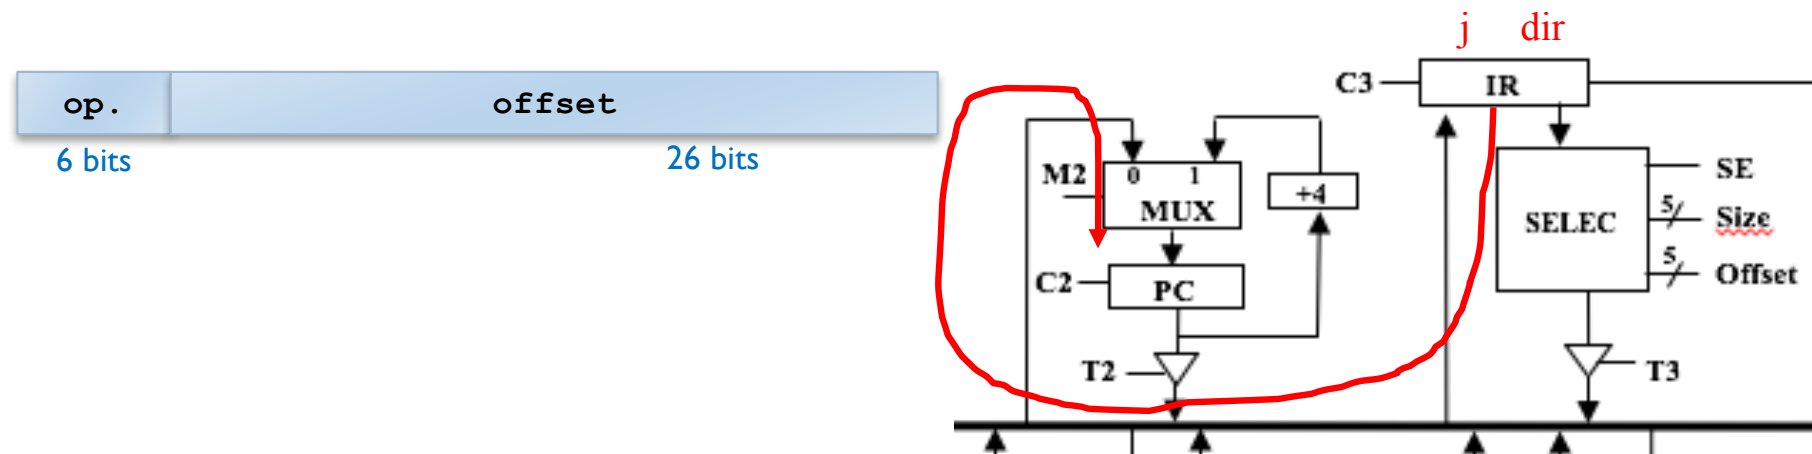 op. offset
6 bits 26 bits
j dir
C3 IR
M2 0 1
MUX
+4
SE
SELEC
5 Size
5 Offset
C2 PC
T2
T3